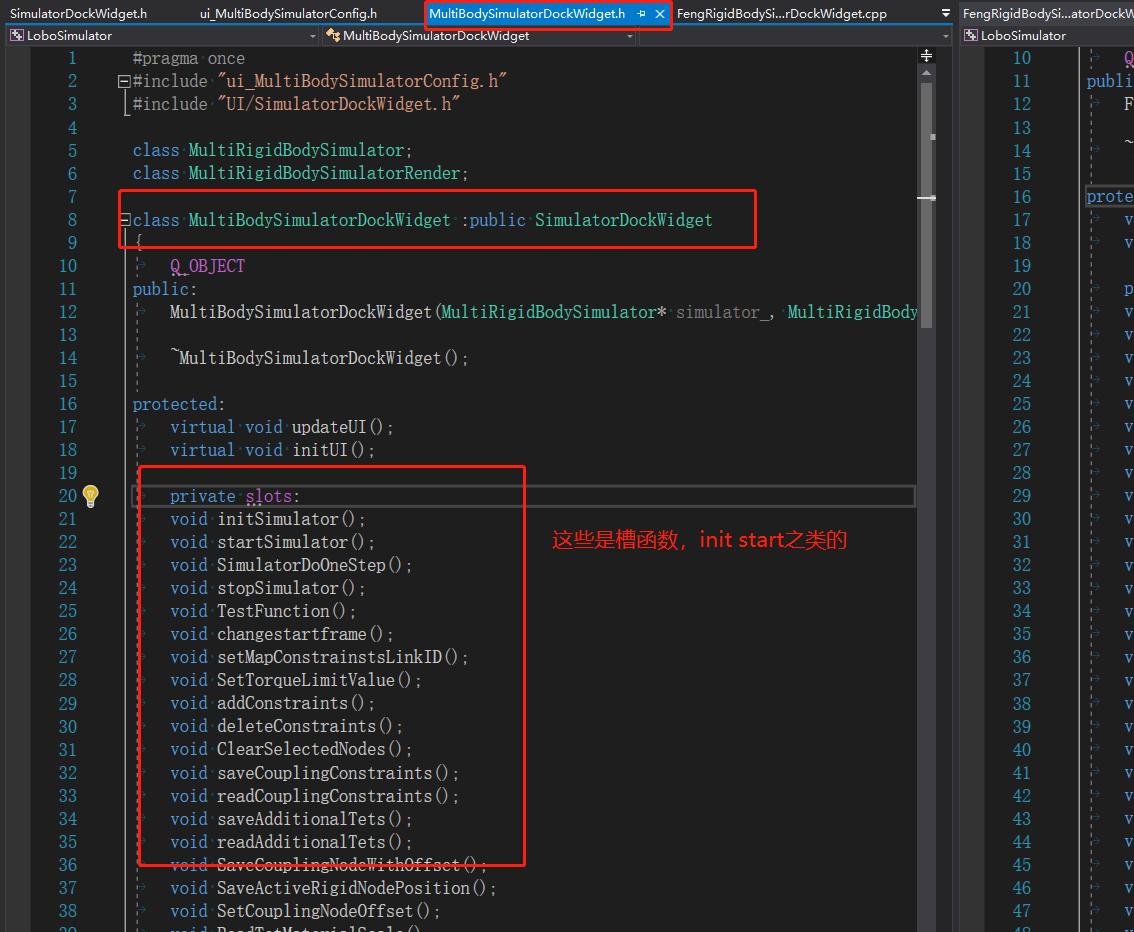 SimulatorDockWidget.h ui_MultiBodySimulatorConfig.h MultiBodySimulatorDockWidget.h FengRigidBodySi...rDockWidget.cpp FengRigidBodySi...atorDockW
LoboSimulator MultiBodySimulatorDockWidget LoboSimulator
1 #pragma once
2 #include "ui_MultiBodySimulatorConfig.h"
3 #include "UI/SimulatorDockWidget.h"
4
5 class MultiRigidBodySimulator;
6 class MultiRigidBodySimulatorRender;
7
8 class MultiBodySimulatorDockWidget :public SimulatorDockWidget
9 {
10 Q_OBJECT
11 public:
12 MultiBodySimulatorDockWidget(MultiRigidBodySimulator* simulator_, MultiRigidBody
13
14 ~MultiBodySimulatorDockWidget();
15
16 protected:
17 virtual void updateUI();
18 virtual void initUI();
19
20 private slots:
21 void initSimulator();
22 void startSimulator();
23 void SimulatorDoOneStep();
24 void stopSimulator();
25 void TestFunction();
26 void changestartframe();
27 void setMapConstrainstsLinkID();
28 void SetTorqueLimitValue();
29 void addConstraints();
30 void deleteConstraints();
31 void ClearSelectedNodes();
32 void saveCouplingConstraints();
33 void readCouplingConstraints();
34 void saveAdditionalTets();
35 void readAdditionalTets();
36 void SaveCouplingNodeWithOffset();
37 void SaveActiveRigidNodePosition();
38 void SetCouplingNodeOffset();
39 void ReadTetMaterialScale()
这些是槽函数，init start之类的
10 Q
11 publi
12 F
13
14 ~
15
16 prote
17 v
18 v
19
20 p
21 v
22 v
23 v
24 v
25 v
26 v
27 v
28 v
29 v
30 v
31 v
32 v
33 v
34 v
35 v
36 v
37 v
38 v
39 v
40 v
41 v
42 v
43 v
44 v
45 v
46 v
47 v
48 v